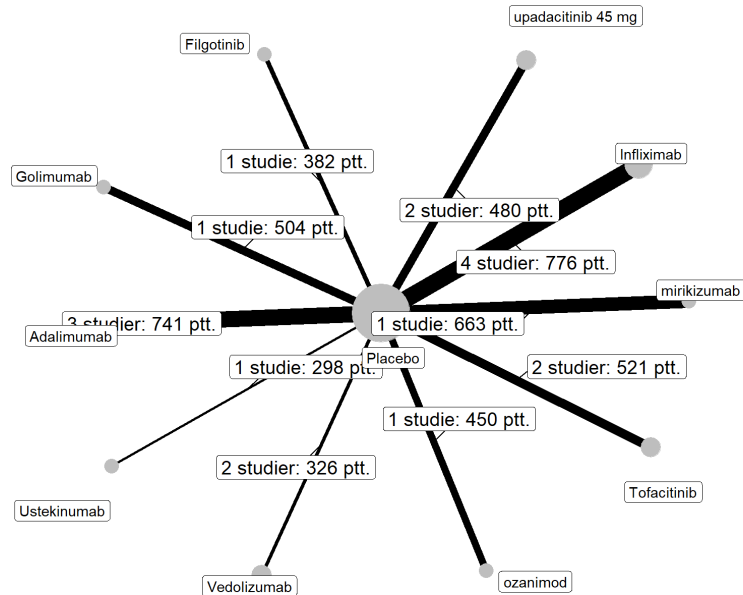 upadacitinib 45 mg
Filgotinib
Infliximab
1 studie: 382 ptt.
Golimumab
2 studier: 480 ptt.
1 studie: 504 ptt.
4 studier: 776 ptt.
mirikizumab
3 studier: 741 ptt.
1 studie: 663 ptt.
Adalimumab
Placebo
1 studie: 298 ptt.
2 studier: 521 ptt.
1 studie: 450 ptt.
2 studier: 326 ptt.
Tofacitinib
Ustekinumab
Vedolizumab
ozanimod